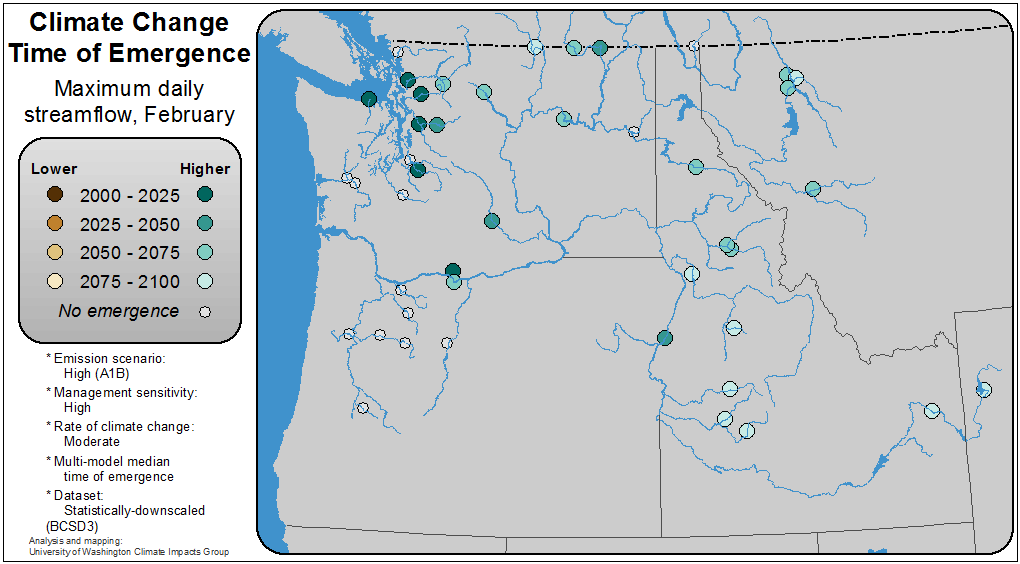 Climate Change
Time of Emergence
Maximum daily
streamflow, February
Lower Higher
2000 - 2025
2025 - 2050
2050 - 2075
2075 - 2100
No emergence
* Emission scenario:
High (A1B)
* Management sensitivity:
High
* Rate of climate change:
Moderate
* Multi-model median
time of emergence
* Dataset:
Statistically-downscaled
(BCSD3)
Analysis and mapping:
University of Washington Climate Impacts Group